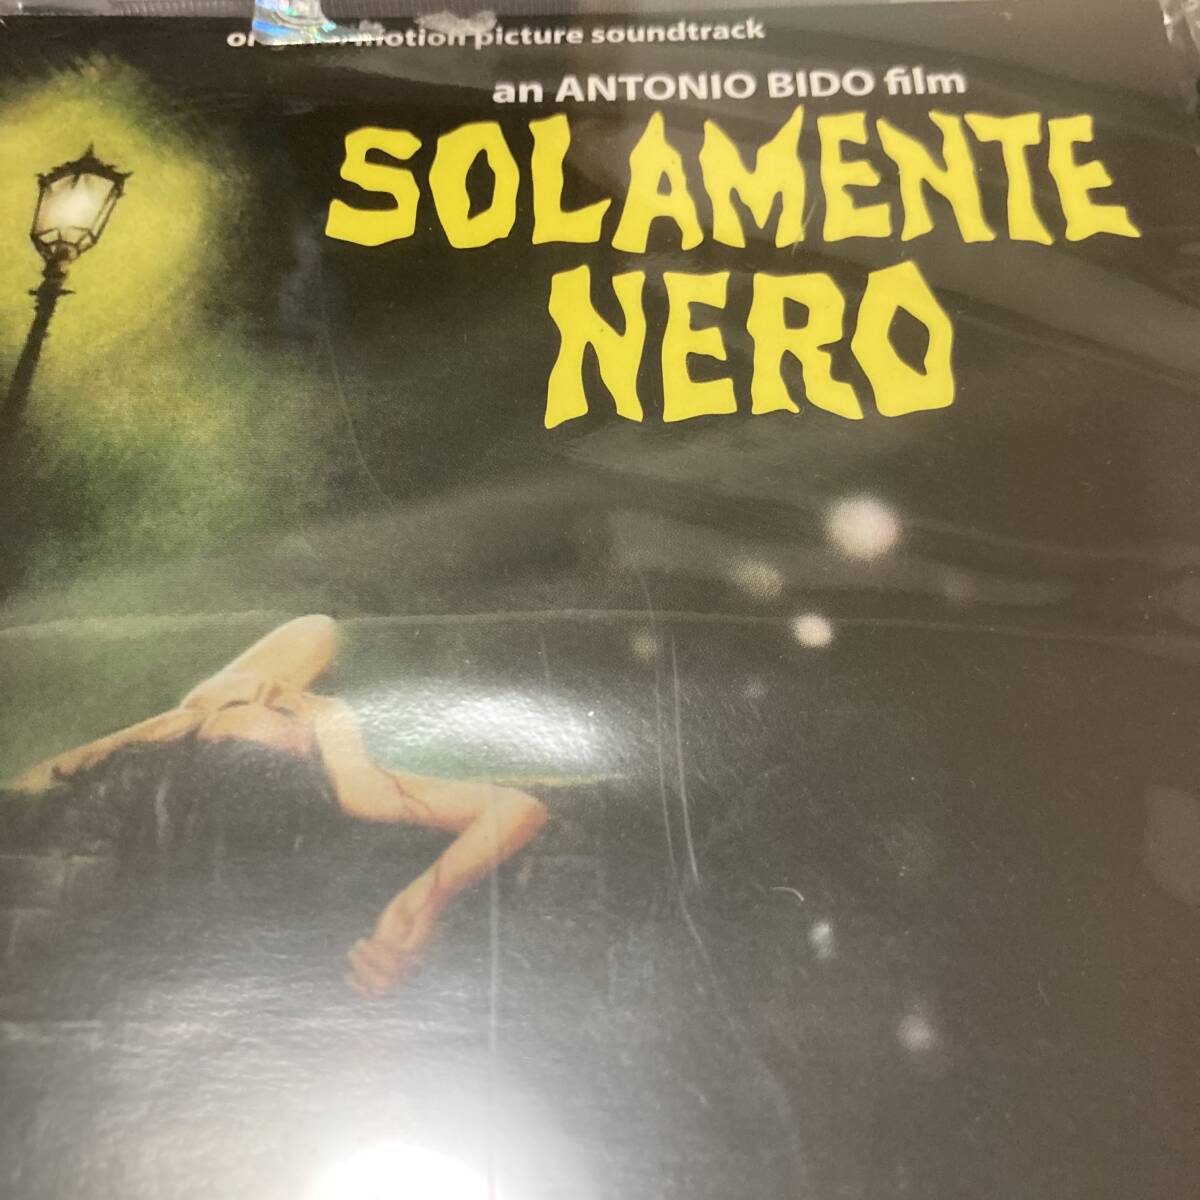 motion picture soundtrack
an ANTONIO BIDO film
SOLAMENTE
NERO